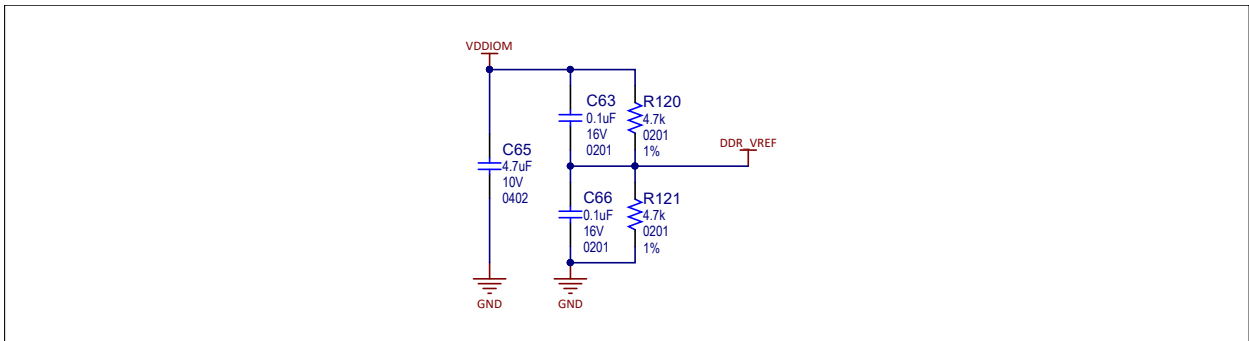 VDDIOM
C63
0.1uF
16V
0201
R120
4.7k
0201
1%
DDR_VREF
C65
4.7uF
10V
0402
C66
0.1uF
16V
0201
R121
4.7k
0201
1%
GND
GND